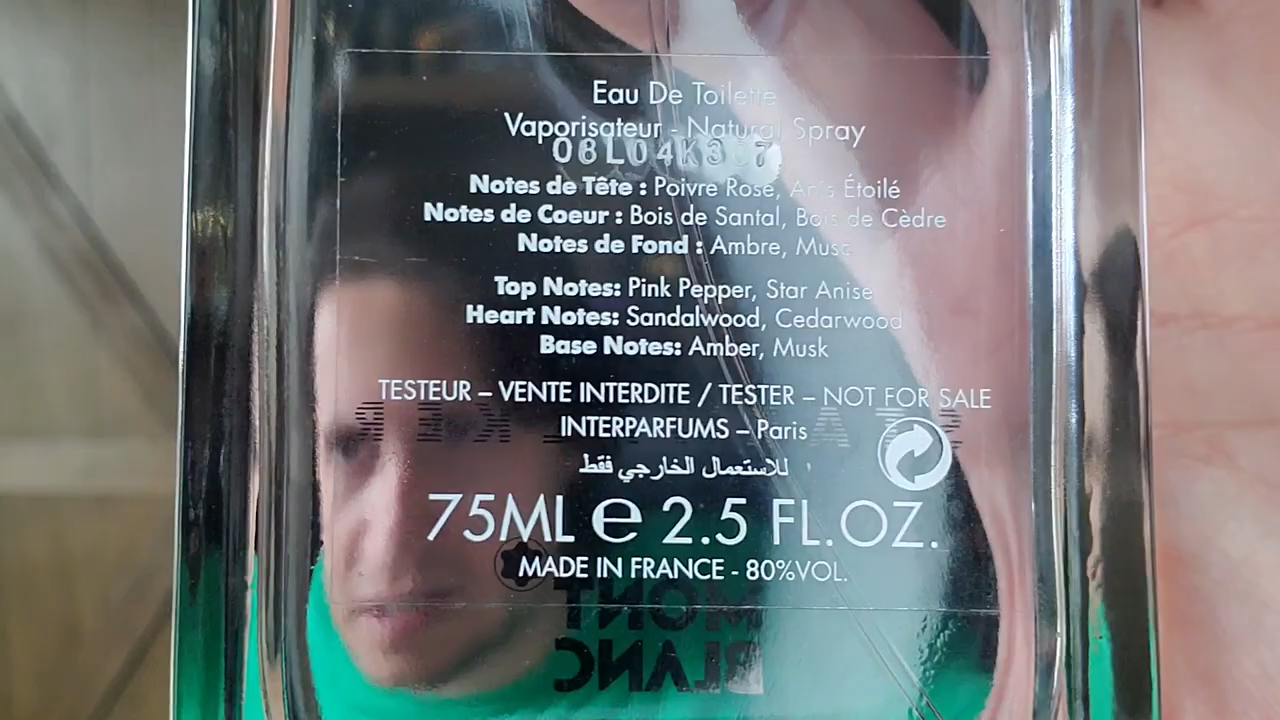 Eau De Toilette
Vaporisateur - Natural Spray
Notes de Tête : Poivre Rose, Anis Étoilé
Notes de Coeur : Bois de Santal, Bois de Cèdre
Notes de Fond : Ambre, Musc
Top Notes: Pink Pepper, Star Anise
Heart Notes: Sandalwood, Cedarwood
Base Notes: Amber, Musk
TESTEUR – VENTE INTERDITE / TESTER – NOT FOR SALE
INTERPARFUMS – Paris
للاستعمال الخارجي فقط
75ML e 2.5 FL.OZ.
MADE IN FRANCE - 80%VOL.
MONT
BLANC